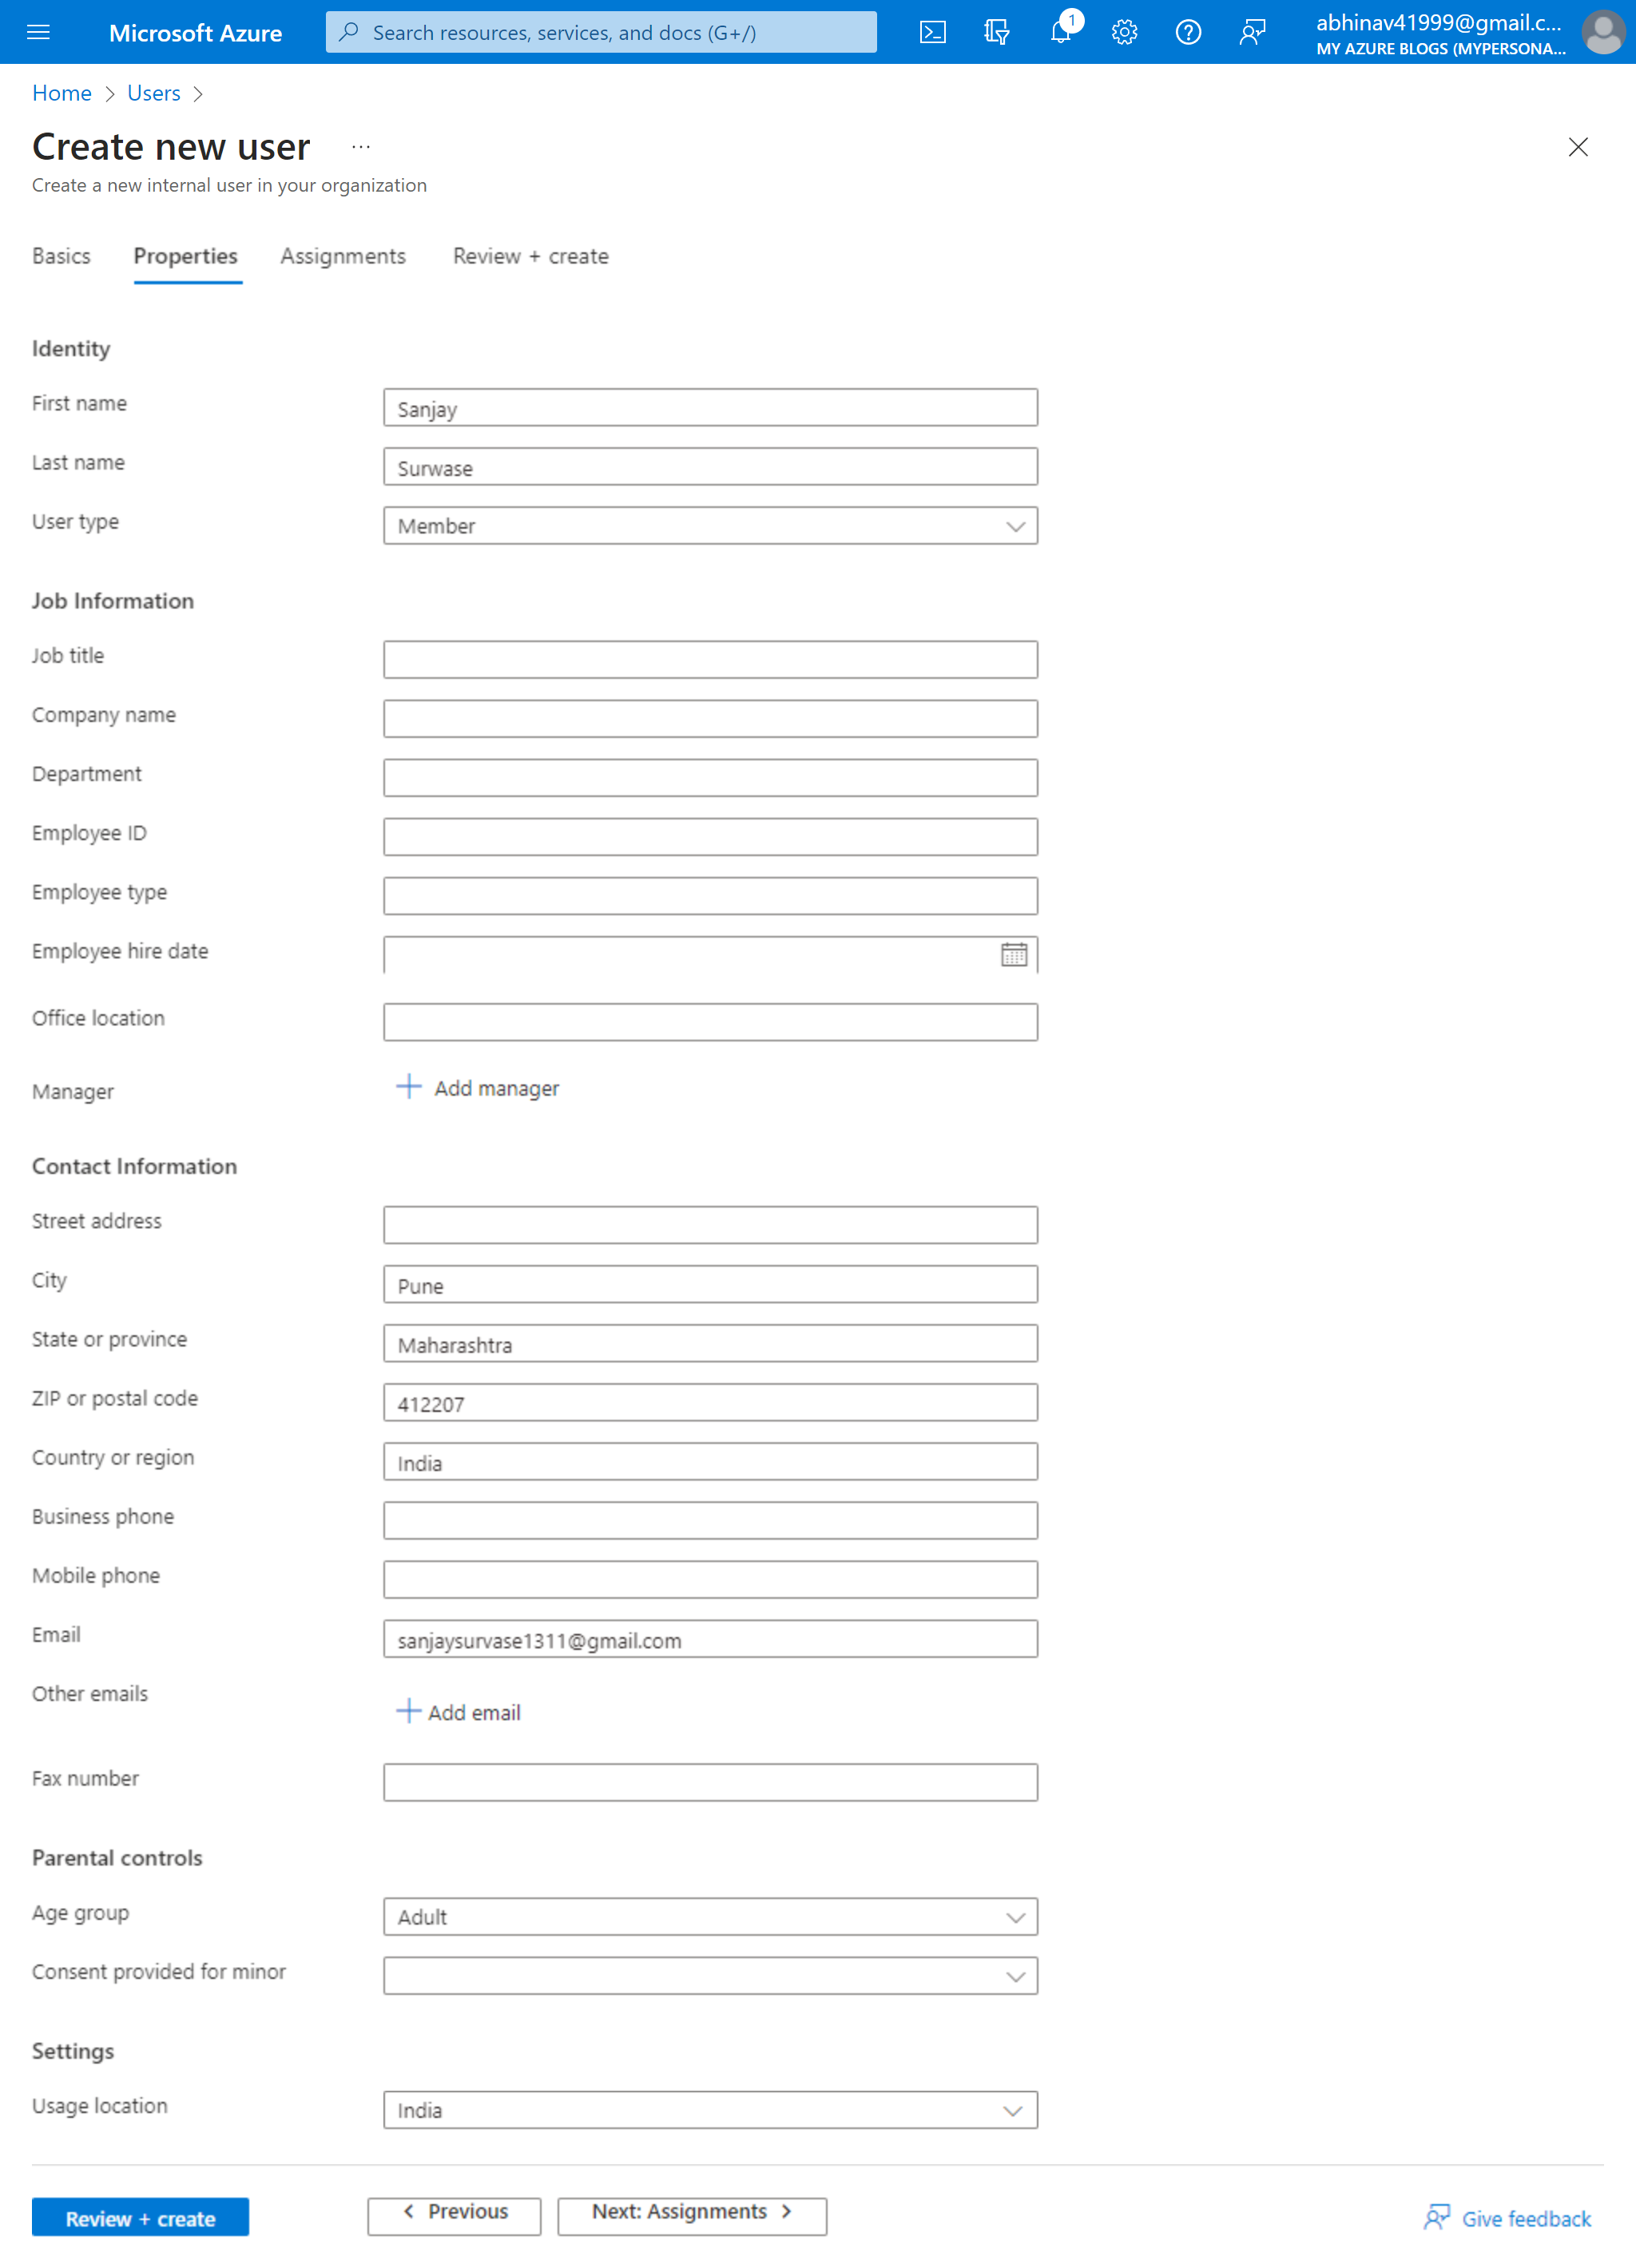 Microsoft Azure
Search resources, services, and docs (G+/)
1
abhinav41999@gmail.c...
MY AZURE BLOGS (MYPERSONA...
Home > Users >
Create new user ...
Create a new internal user in your organization
Basics Properties Assignments Review + create
Identity
First name Sanjay
Last name Surwase
User type Member
Job Information
Job title
Company name
Department
Employee ID
Employee type
Employee hire date
Office location
Manager + Add manager
Contact Information
Street address
City Pune
State or province Maharashtra
ZIP or postal code 412207
Country or region India
Business phone
Mobile phone
Email sanjaysurvase1311@gmail.com
Other emails
+ Add email
Fax number
Parental controls
Age group Adult
Consent provided for minor
Settings
Usage location India
Review + create < Previous Next: Assignments > Give feedback